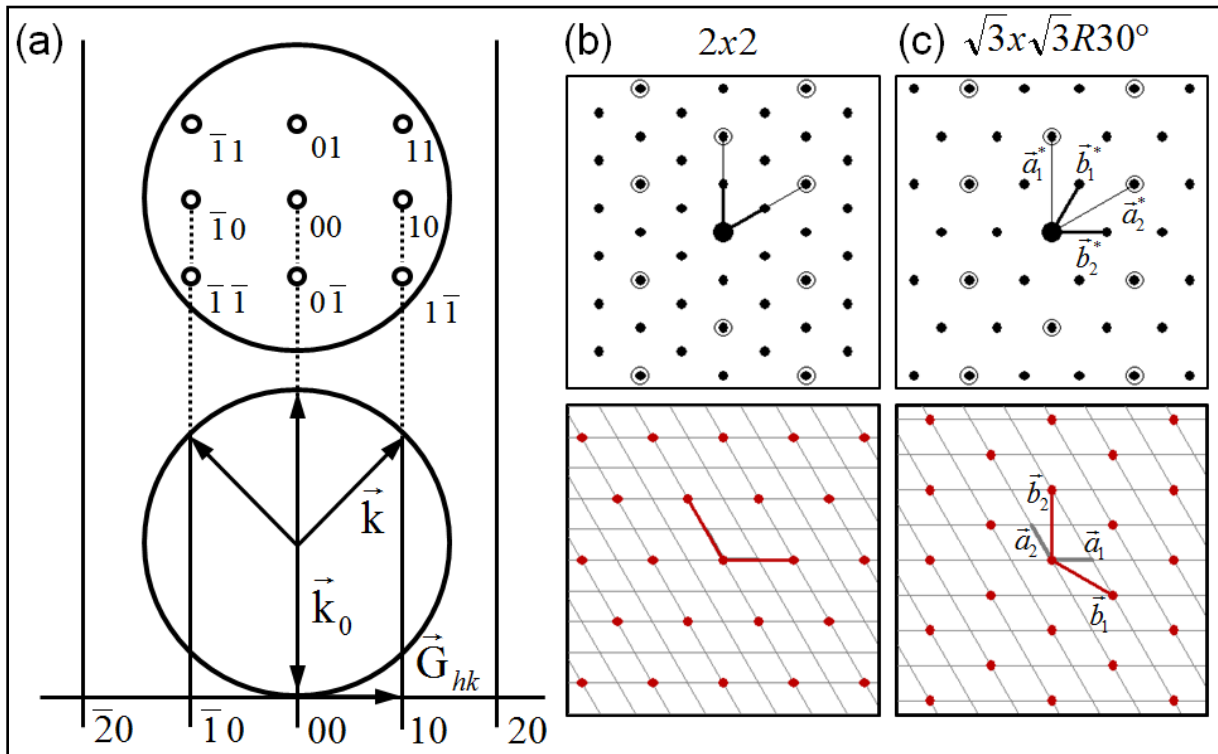 (a)
1̅1 01 11
1̅0 00 10
1̅1̅ 01̅ 11̅
k⃗
k⃗₀
G⃗ₕₖ
2̅0 1̅0 00 10 20
(b) 2x2
(c) √3x√3R30°
a⃗₁* b⃗₁*
a⃗₂*
b⃗₂*
b⃗₂
a⃗₂ a⃗₁
b⃗₁